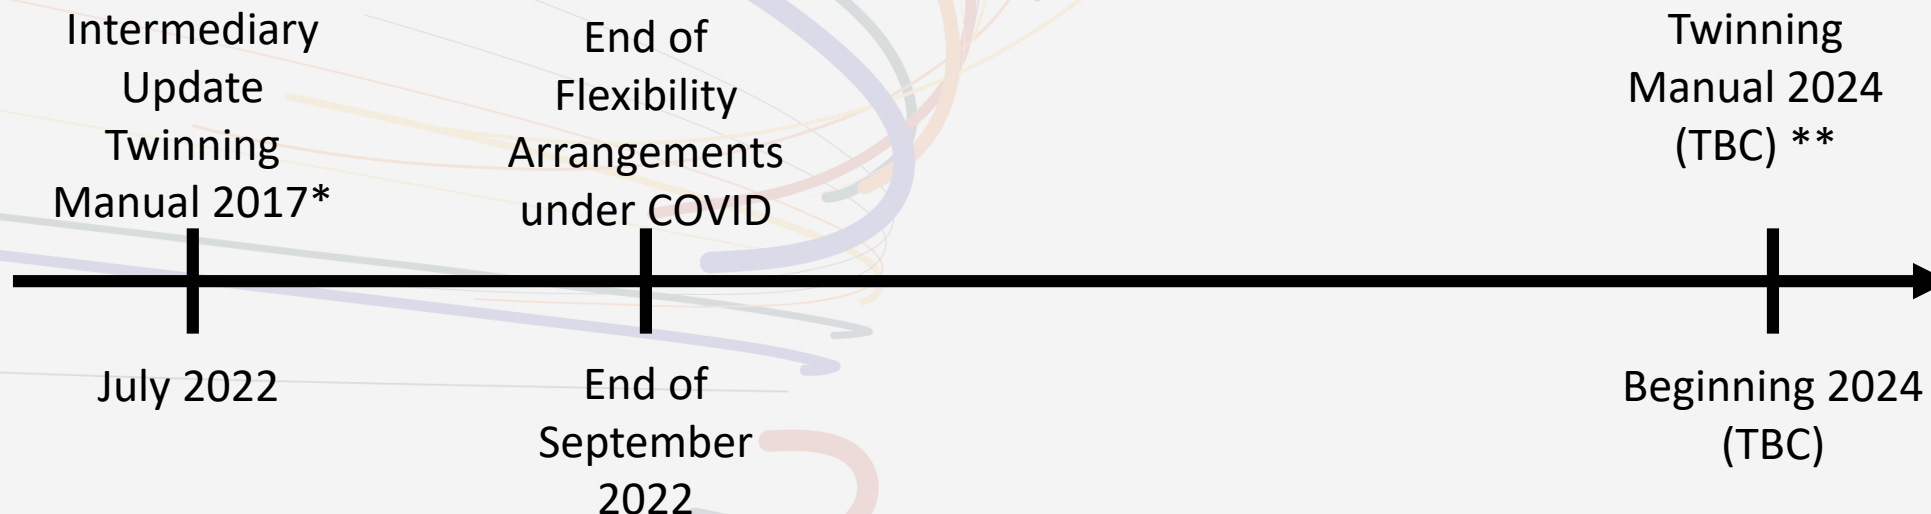 Intermediary
Update
Twinning
Manual 2017*
End of
Flexibility
Arrangements
under COVID
Twinning
Manual 2024
(TBC) **
July 2022
End of
September
2022
Beginning 2024
(TBC)